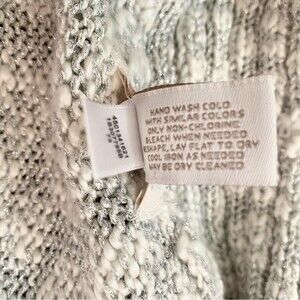 HAND WASH COLD
WITH SIMILAR COLORS
ONLY NON-CHLORINE
BLEACH WHEN NEEDED
RESHAPE, LAY FLAT TO DRY
COOL IRON AS NEEDED
MAY BE DRY CLEANED